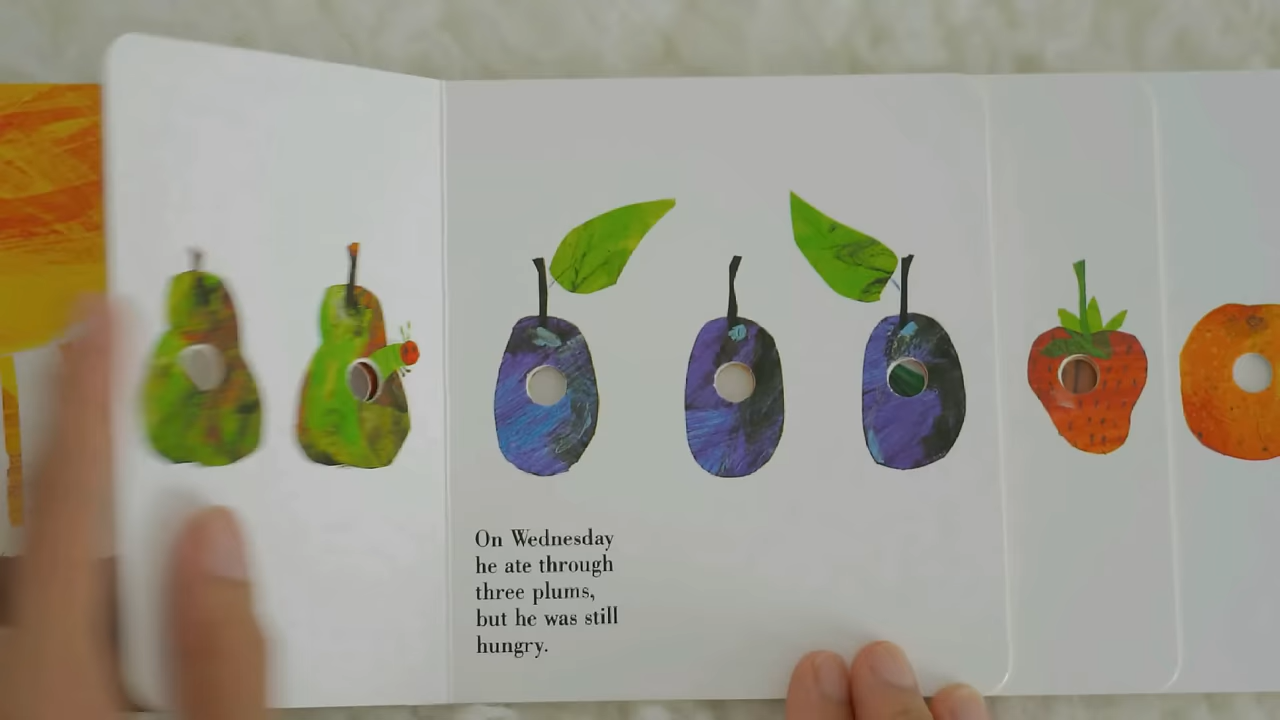 On Wednesday
he ate through
three plums,
but he was still
hungry.